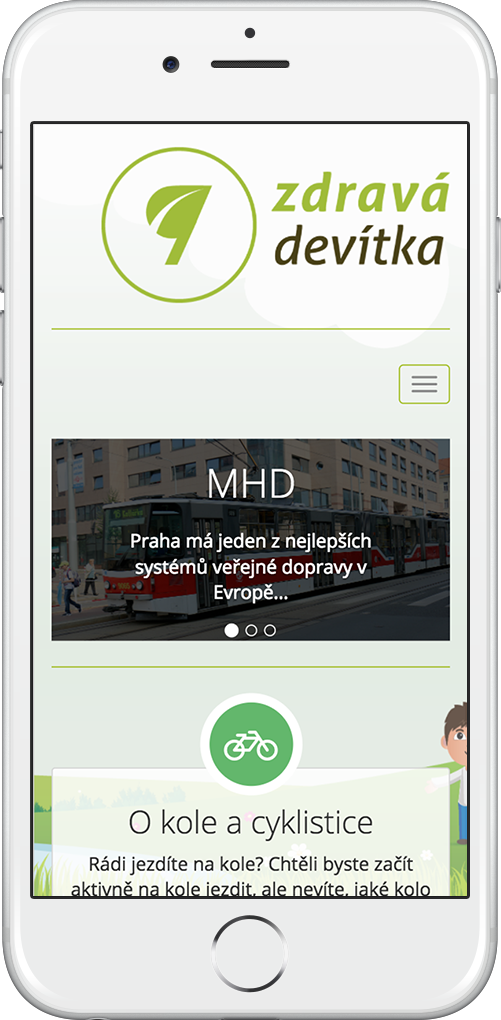 zdravá
devítka
MHD
Praha má jeden z nejlepších
systémů veřejné dopravy v
Evropě...
O kole a cyklistice
Rádi jezdíte na kole? Chtěli byste začít
aktivně na kole jezdit, ale nevíte, jaké kolo